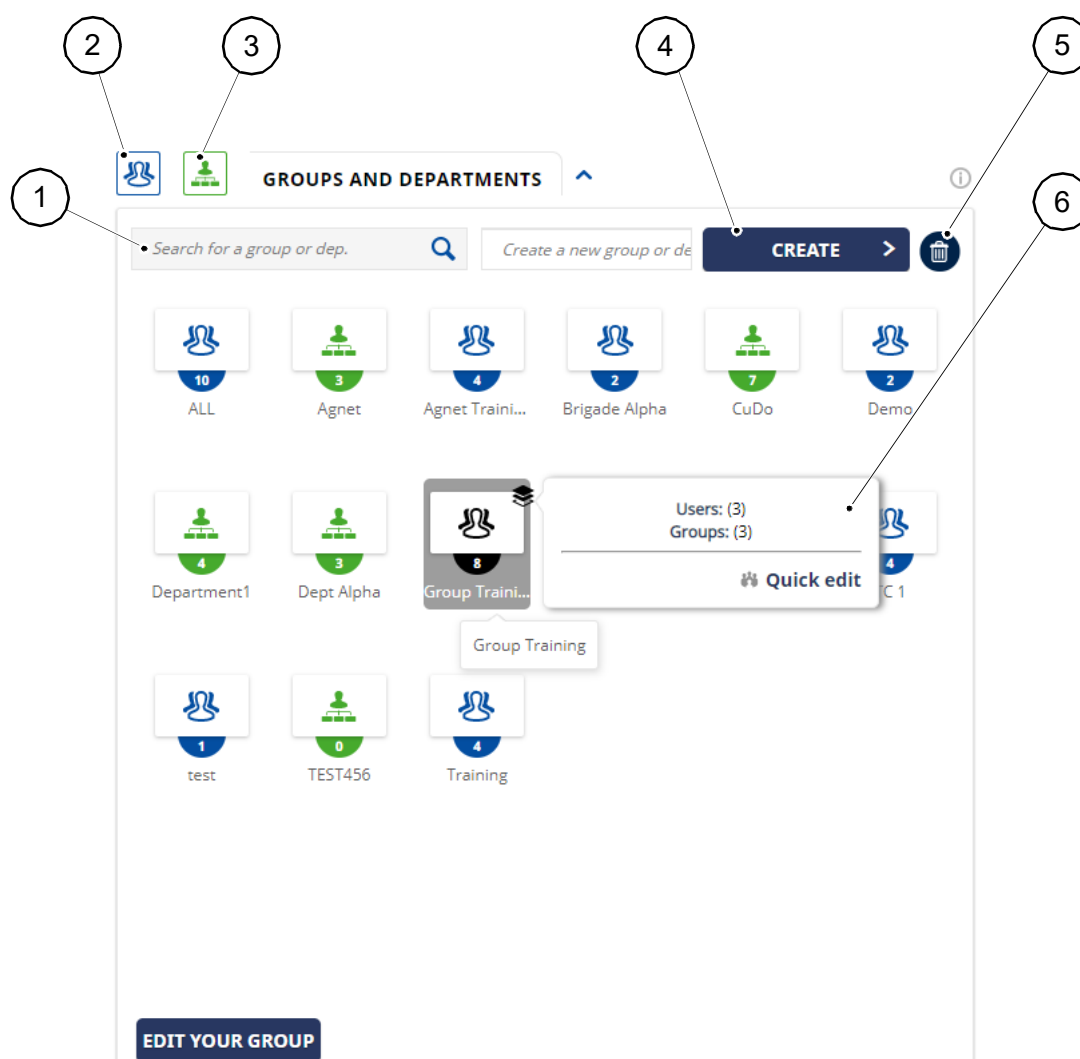 2 3 4 5
1 6
GROUPS AND DEPARTMENTS
Search for a group or dep. Create a new group or de CREATE
10 3 4 2 7 2
ALL Agnet Agnet Traini... Brigade Alpha CuDo Demo
Users: (3)
Groups: (3)
4 3 8 4
Quick edit
Department1 Dept Alpha Group Traini... C 1
Group Training
1 0 4
test TEST456 Training
EDIT YOUR GROUP